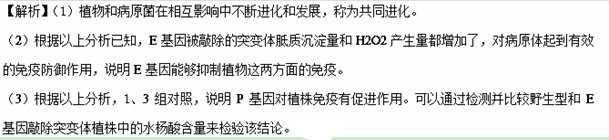 【解析】（1）植物和病原菌在相互影响中不断进化和发展，称为共同进化。
（2）根据以上分析已知，E 基因被敲除的突变体胝质沉淀量和 H2O2 产生量都增加了，对病原体起到有效
的免疫防御作用，说明 E 基因能够抑制植物这两方面的免疫。
（3）根据以上分析，1、3 组对照，说明 P 基因对植株免疫有促进作用。可以通过检测并比较野生型和 E
基因敲除突变体植株中的水杨酸含量来检验该结论。